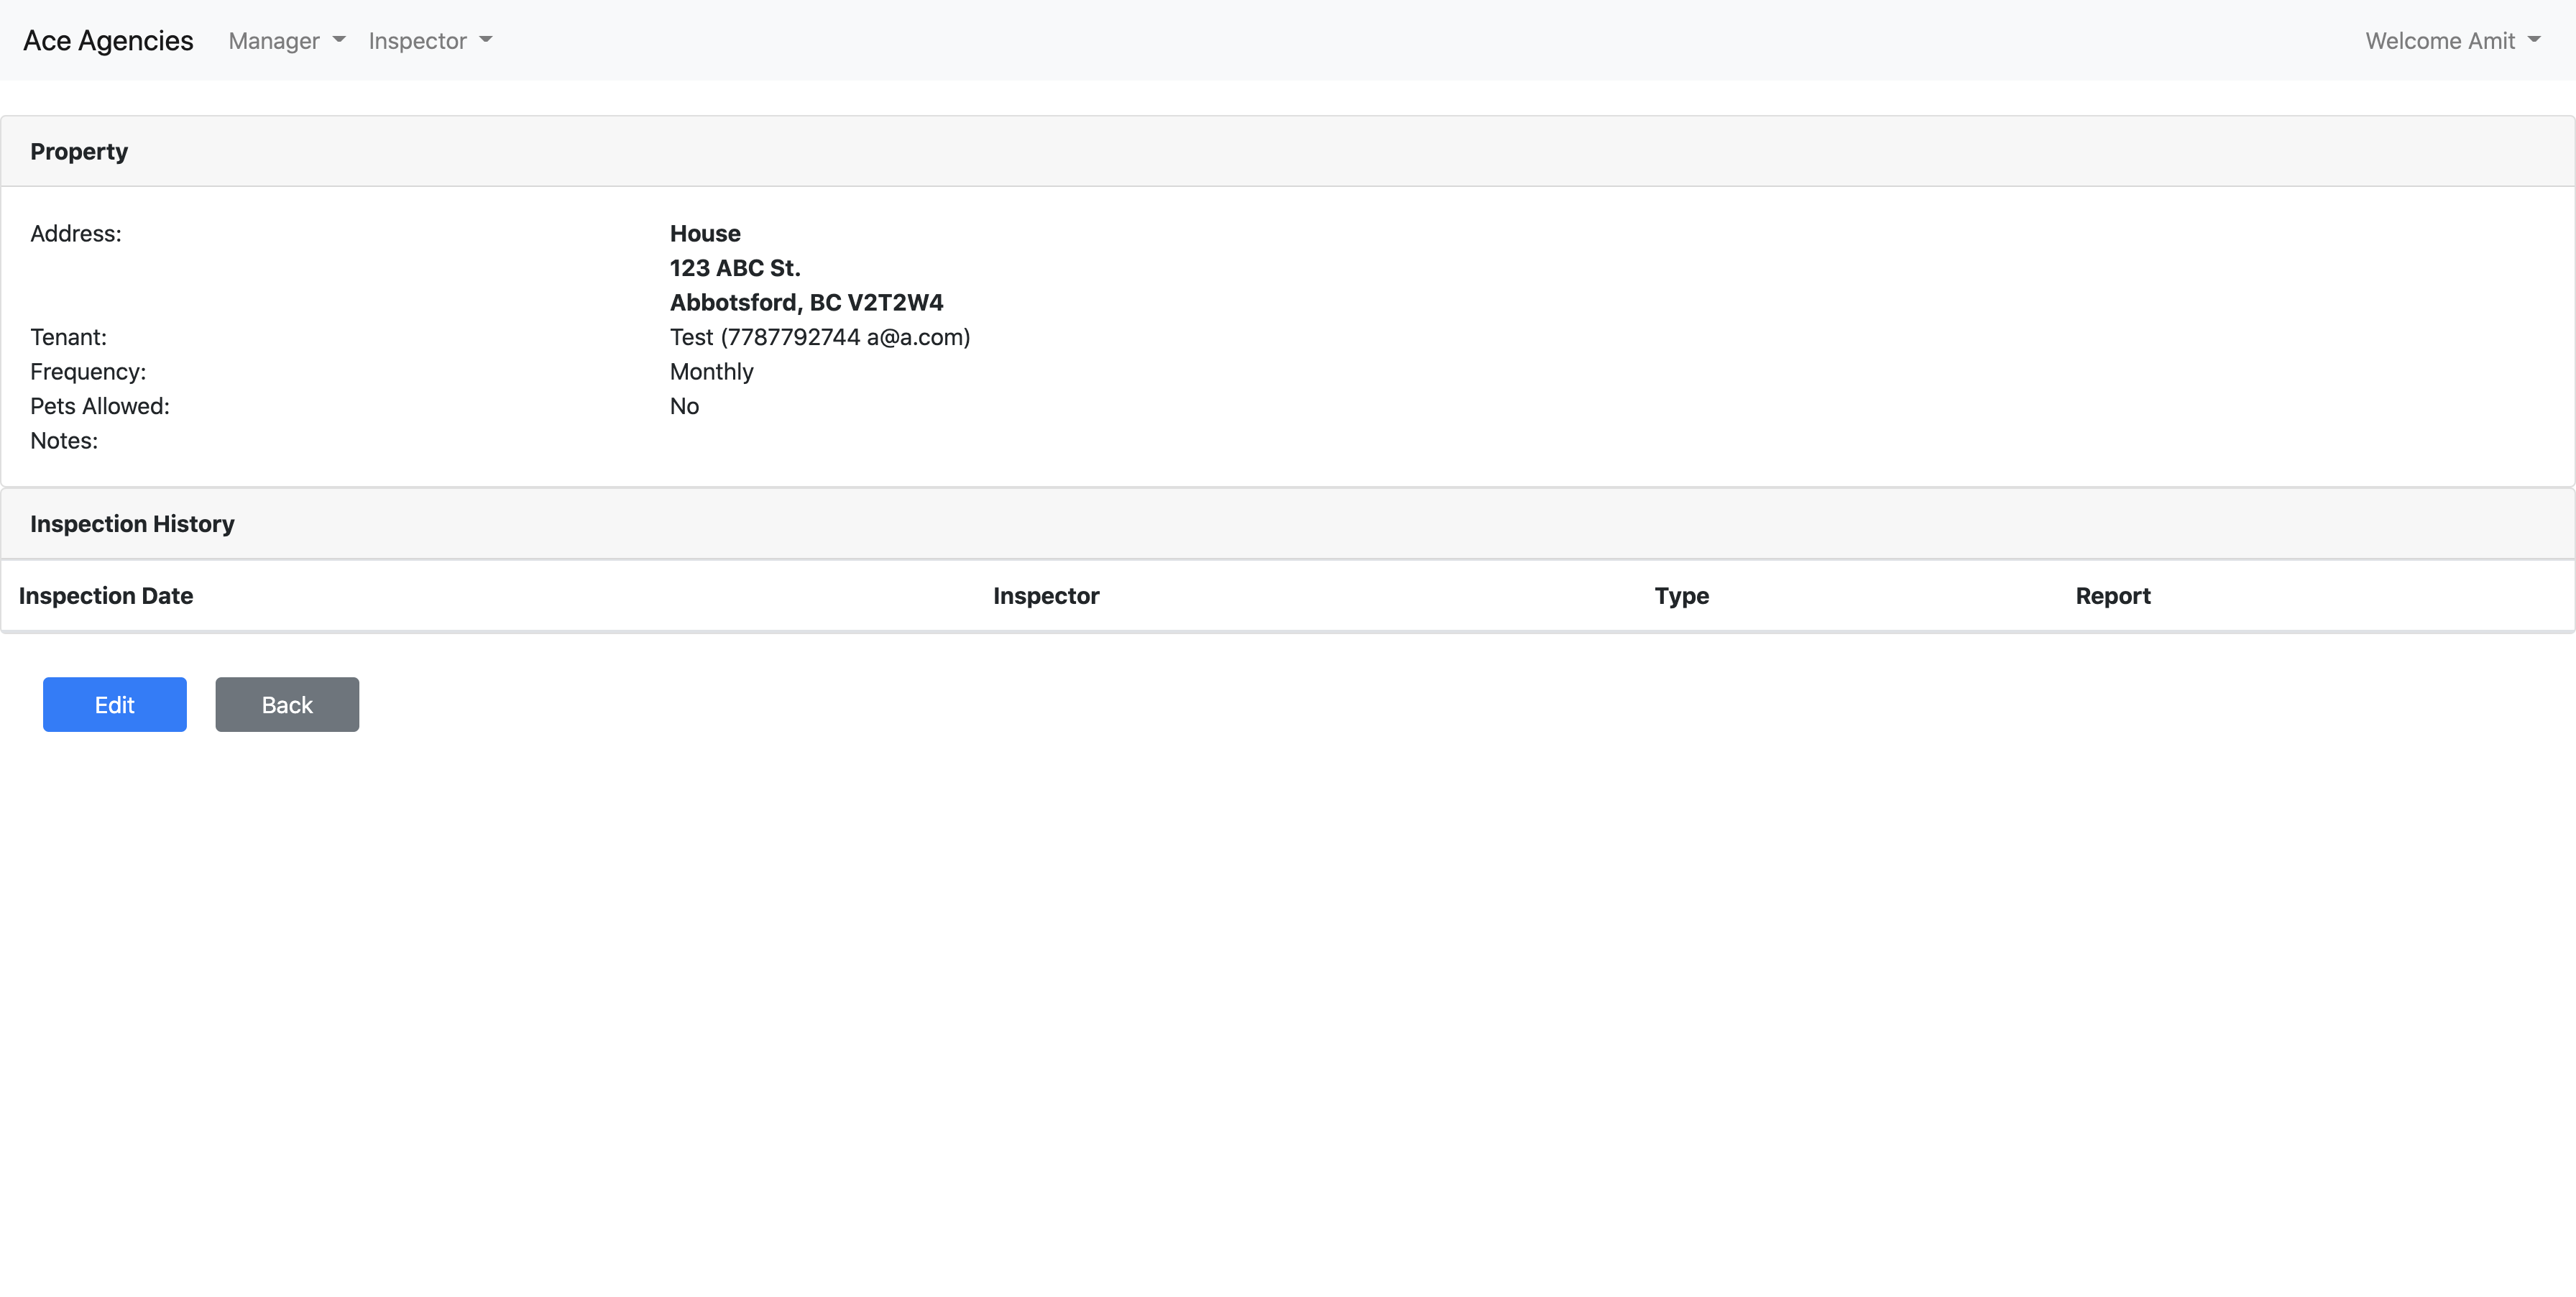 Ace Agencies Manager Inspector Welcome Amit
Property
Address: House
123 ABC St.
Abbotsford, BC V2T2W4
Tenant: Test (7787792744 a@a.com)
Frequency: Monthly
Pets Allowed: No
Notes:
Inspection History
Inspection Date Inspector Type Report
Edit Back